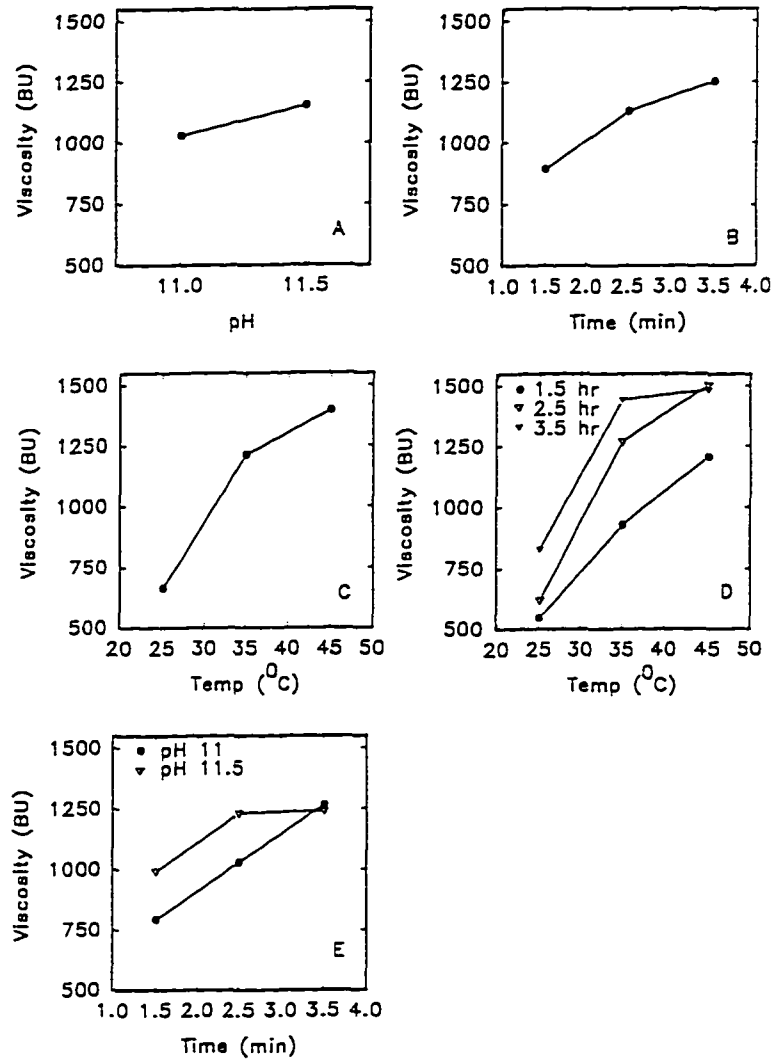 Viscosity (BU)
1500
1250
1000
750
500
A
11.0 11.5
pH
Viscosity (BU)
1500
1250
1000
750
500
B
1.0 1.5 2.0 2.5 3.0 3.5 4.0
Time (min)
Viscosity (BU)
1500
1250
1000
750
500
C
20 25 30 35 40 45 50
Temp (⁰C)
Viscosity (BU)
1500
1250
1000
750
500
1.5 hr
2.5 hr
3.5 hr
D
20 25 30 35 40 45 50
Temp (⁰C)
Viscosity (BU)
1500
1250
1000
750
500
pH 11
pH 11.5
E
1.0 1.5 2.0 2.5 3.0 3.5 4.0
Time (min)